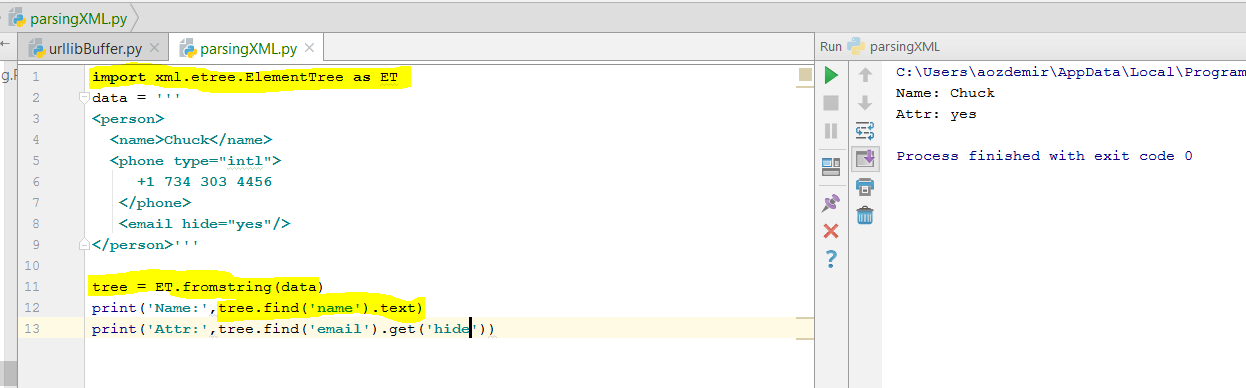 parsingXML.py
urllibBuffer.py
parsingXML.py
Run parsingXML
1 import xml.etree.ElementTree as ET
2 data = '''
3 <person>
4 <name>Chuck</name>
5 <phone type="intl">
6 +1 734 303 4456
7 </phone>
8 <email hide="yes"/>
9 </person>'''
10
11 tree = ET.fromstring(data)
12 print('Name:',tree.find('name').text)
13 print('Attr:',tree.find('email').get('hide'))
C:\Users\aozdemir\AppData\Local\Program
Name: Chuck
Attr: yes
Process finished with exit code 0